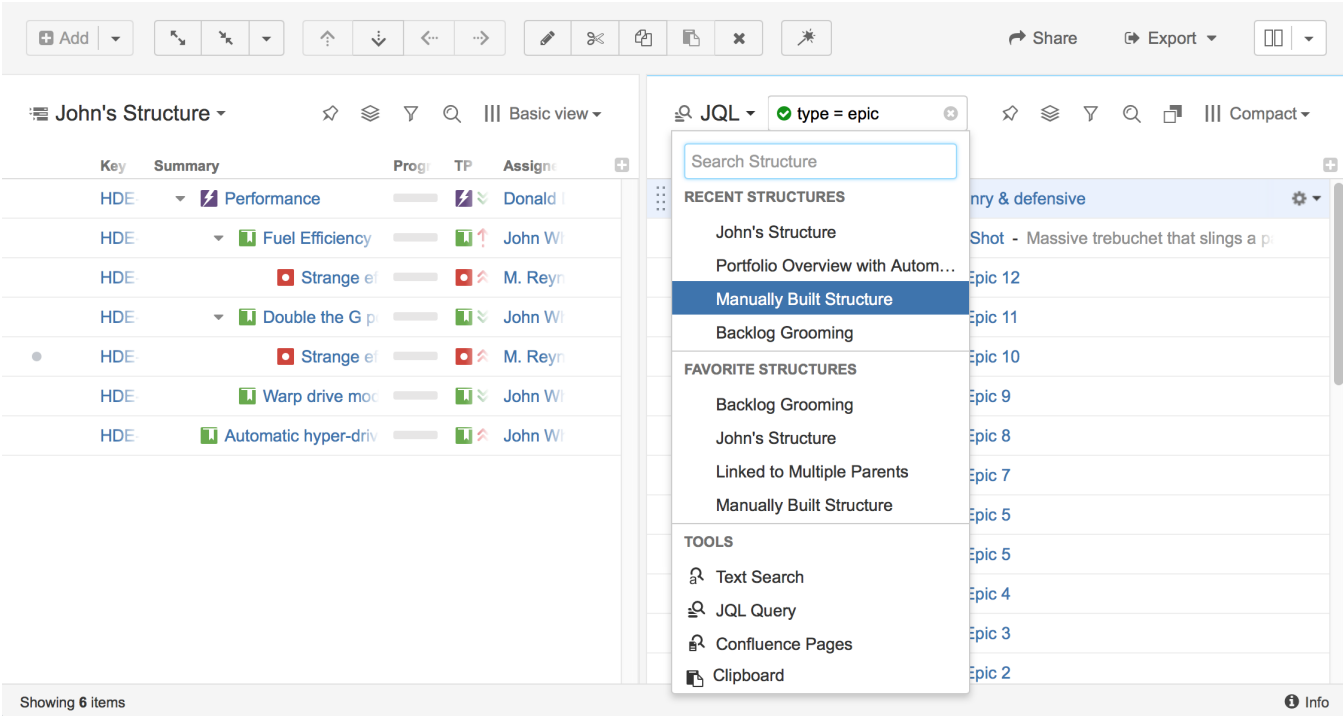 Add
Share
Export
John's Structure
Basic view
JQL
type = epic
Compact
Key Summary Progr TP Assigne
HDE- Performance Donald
HDE- Fuel Efficiency John Wh
HDE- Strange ef M. Reyn
HDE- Double the G p John Wh
HDE- Strange ef M. Reyn
HDE- Warp drive moc John Wh
HDE- Automatic hyper-driv John Wh
Search Structure
RECENT STRUCTURES
John's Structure
Portfolio Overview with Autom...
Manually Built Structure
Backlog Grooming
FAVORITE STRUCTURES
Backlog Grooming
John's Structure
Linked to Multiple Parents
Manually Built Structure
TOOLS
Text Search
JQL Query
Confluence Pages
Clipboard
nry & defensive
Shot - Massive trebuchet that slings a p
Epic 12
Epic 11
Epic 10
Epic 9
Epic 8
Epic 7
Epic 5
Epic 5
Epic 4
Epic 3
Epic 2
Showing 6 items
Info